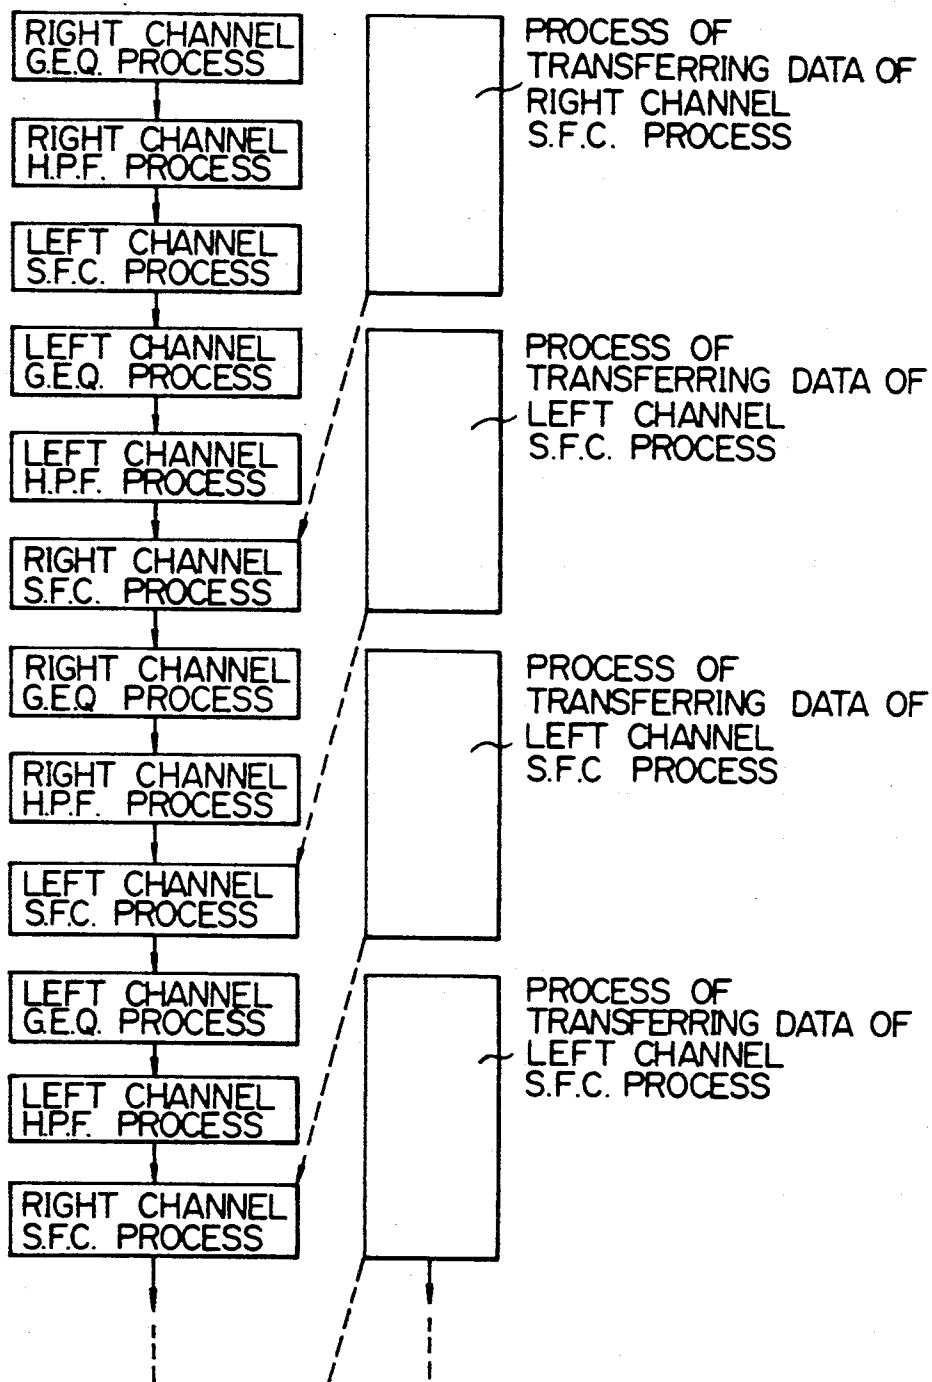 RIGHT CHANNEL
G.E.Q. PROCESS
RIGHT CHANNEL
H.P.F. PROCESS
LEFT CHANNEL
S.F.C. PROCESS
LEFT CHANNEL
G.E.Q. PROCESS
LEFT CHANNEL
H.P.F. PROCESS
RIGHT CHANNEL
S.F.C. PROCESS
RIGHT CHANNEL
G.E.Q PROCESS
RIGHT CHANNEL
H.P.F. PROCESS
LEFT CHANNEL
S.F.C. PROCESS
LEFT CHANNEL
G.E.Q. PROCESS
LEFT CHANNEL
H.P.F. PROCESS
RIGHT CHANNEL
S.F.C. PROCESS
PROCESS OF
TRANSFERRING DATA OF
RIGHT CHANNEL
S.F.C. PROCESS
PROCESS OF
TRANSFERRING DATA OF
LEFT CHANNEL
S.F.C. PROCESS
PROCESS OF
TRANSFERRING DATA OF
LEFT CHANNEL
S.F.C PROCESS
PROCESS OF
TRANSFERRING DATA OF
LEFT CHANNEL
S.F.C. PROCESS